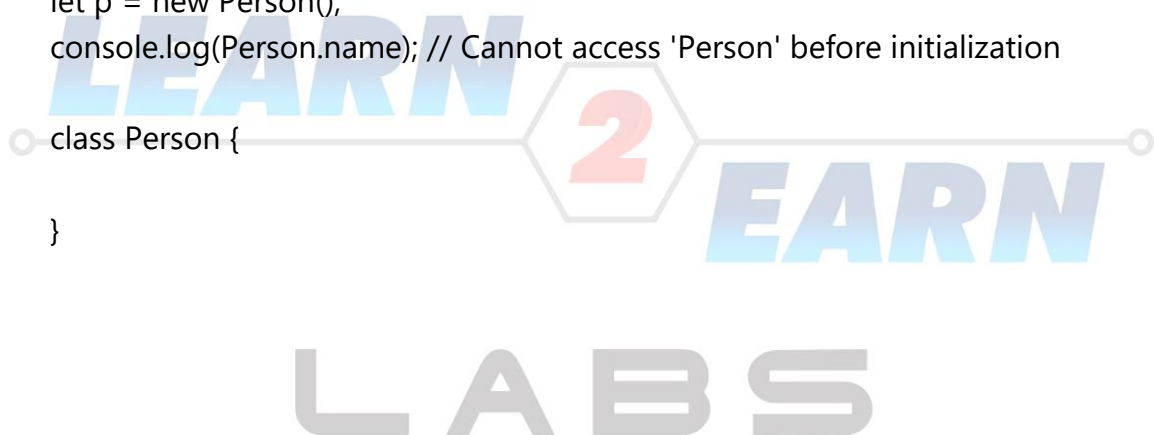 let p = new Person();
console.log(Person.name); // Cannot access 'Person' before initialization
class Person {
}
LEARN
2
EARN
LABS